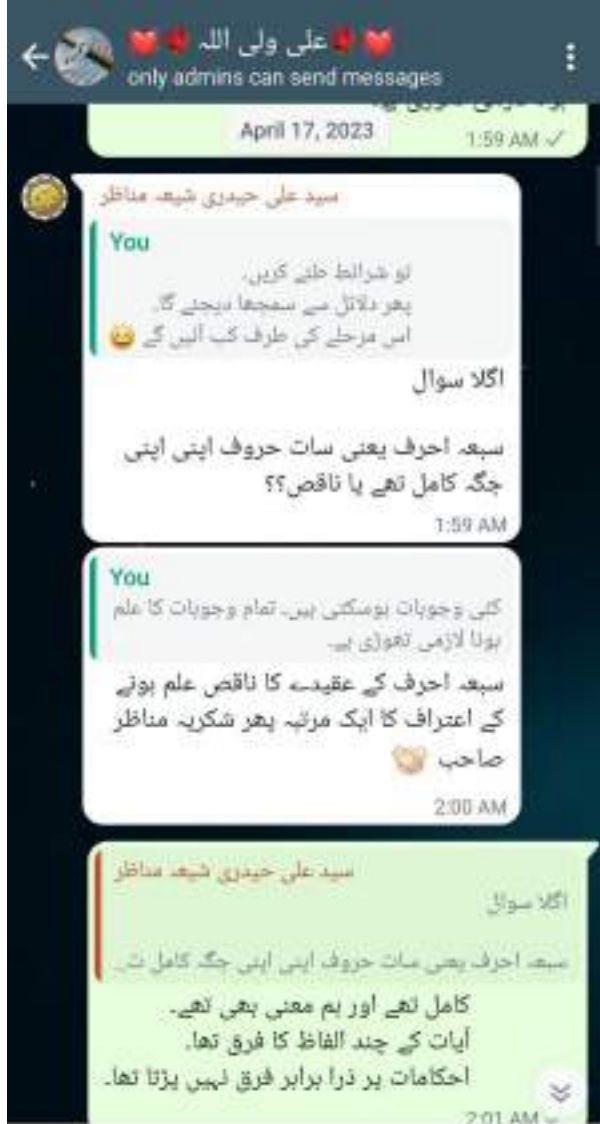 ❤️🌹علی ولی اللہ🌹❤️
only admins can send messages
April 17, 2023
1:59 AM
سید علی حیدری شیعہ مناظر
You
تو شرائط طئے کریں۔
پھر دلائل سے سمجھا دیجئے گا۔
اس مرحلے کی طرف کب آئیں گے 😀
اگلا سوال
سبعہ احرف یعنی سات حروف اپنی اپنی
جگہ کامل تھے یا ناقص؟؟
1:59 AM
You
کئی وجوہات ہوسکتی ہیں۔ تمام وجوہات کا علم
ہونا لازمی تھوڑی ہے۔
سبعہ احرف کے عقیدے کا ناقص علم ہونے
کے اعتراف کا ایک مرتبہ پھر شکریہ مناظر
صاحب
2:00 AM
سید علی حیدری شیعہ مناظر
اگلا سوال
سبعہ احرف یعنی سات حروف اپنی اپنی جگہ کامل ت...
کامل تھے اور ہم معنی بھی تھے۔
آیات کے چند الفاظ کا فرق تھا۔
احکامات پر ذرا برابر فرق نہیں پڑتا تھا۔
2:01 AM